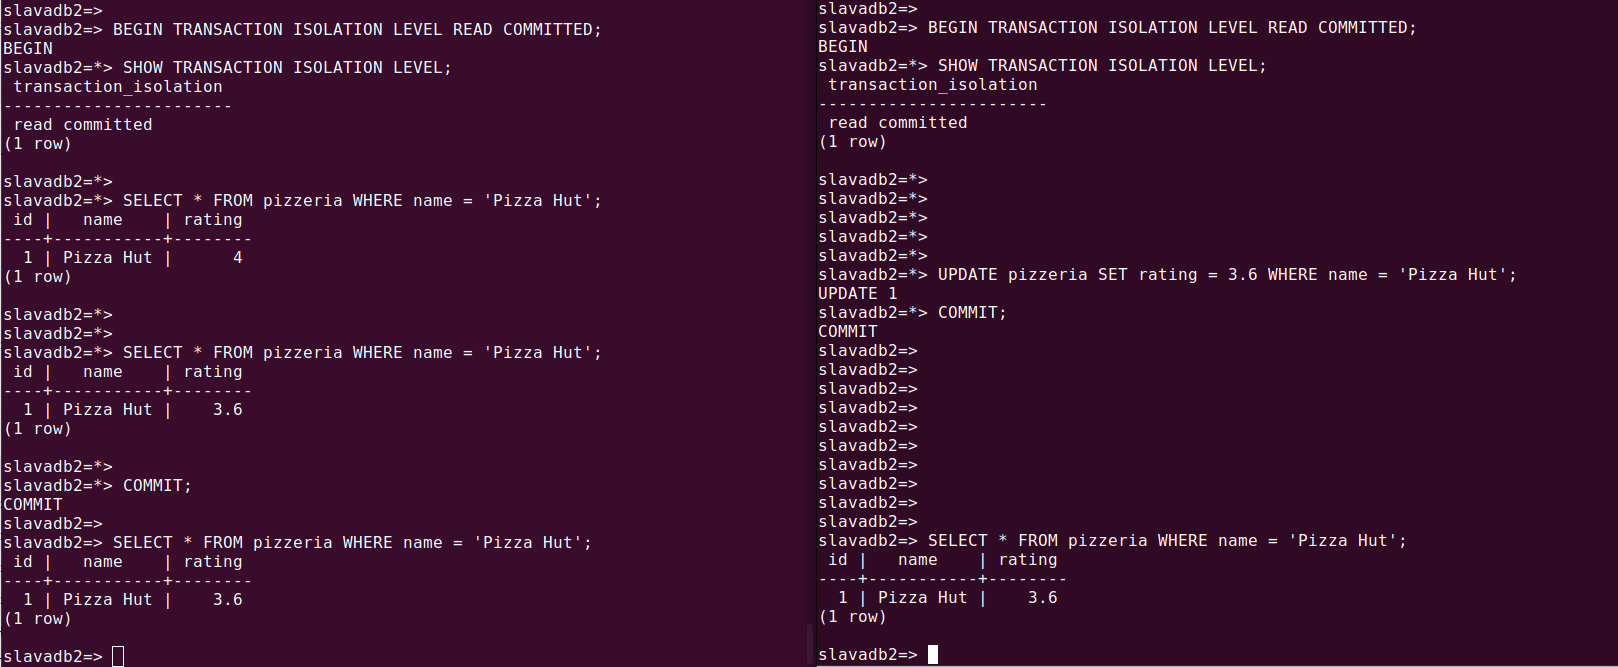 slavadb2=>
slavadb2=> BEGIN TRANSACTION ISOLATION LEVEL READ COMMITTED;
BEGIN
slavadb2=*> SHOW TRANSACTION ISOLATION LEVEL;
 transaction_isolation
-----------------------
 read committed
(1 row)

slavadb2=*>
slavadb2=*> SELECT * FROM pizzeria WHERE name = 'Pizza Hut';
 id |   name    | rating
----+-----------+--------
  1 | Pizza Hut |      4
(1 row)

slavadb2=*>
slavadb2=*>
slavadb2=*> SELECT * FROM pizzeria WHERE name = 'Pizza Hut';
 id |   name    | rating
----+-----------+--------
  1 | Pizza Hut |    3.6
(1 row)

slavadb2=*>
slavadb2=*> COMMIT;
COMMIT
slavadb2=>
slavadb2=> SELECT * FROM pizzeria WHERE name = 'Pizza Hut';
 id |   name    | rating
----+-----------+--------
  1 | Pizza Hut |    3.6
(1 row)

slavadb2=>
slavadb2=>
slavadb2=> BEGIN TRANSACTION ISOLATION LEVEL READ COMMITTED;
BEGIN
slavadb2=*> SHOW TRANSACTION ISOLATION LEVEL;
 transaction_isolation
-----------------------
 read committed
(1 row)

slavadb2=*>
slavadb2=*>
slavadb2=*>
slavadb2=*>
slavadb2=*>
slavadb2=*> UPDATE pizzeria SET rating = 3.6 WHERE name = 'Pizza Hut';
UPDATE 1
slavadb2=*> COMMIT;
COMMIT
slavadb2=>
slavadb2=>
slavadb2=>
slavadb2=>
slavadb2=>
slavadb2=>
slavadb2=>
slavadb2=>
slavadb2=>
slavadb2=>
slavadb2=> SELECT * FROM pizzeria WHERE name = 'Pizza Hut';
 id |   name    | rating
----+-----------+--------
  1 | Pizza Hut |    3.6
(1 row)

slavadb2=>